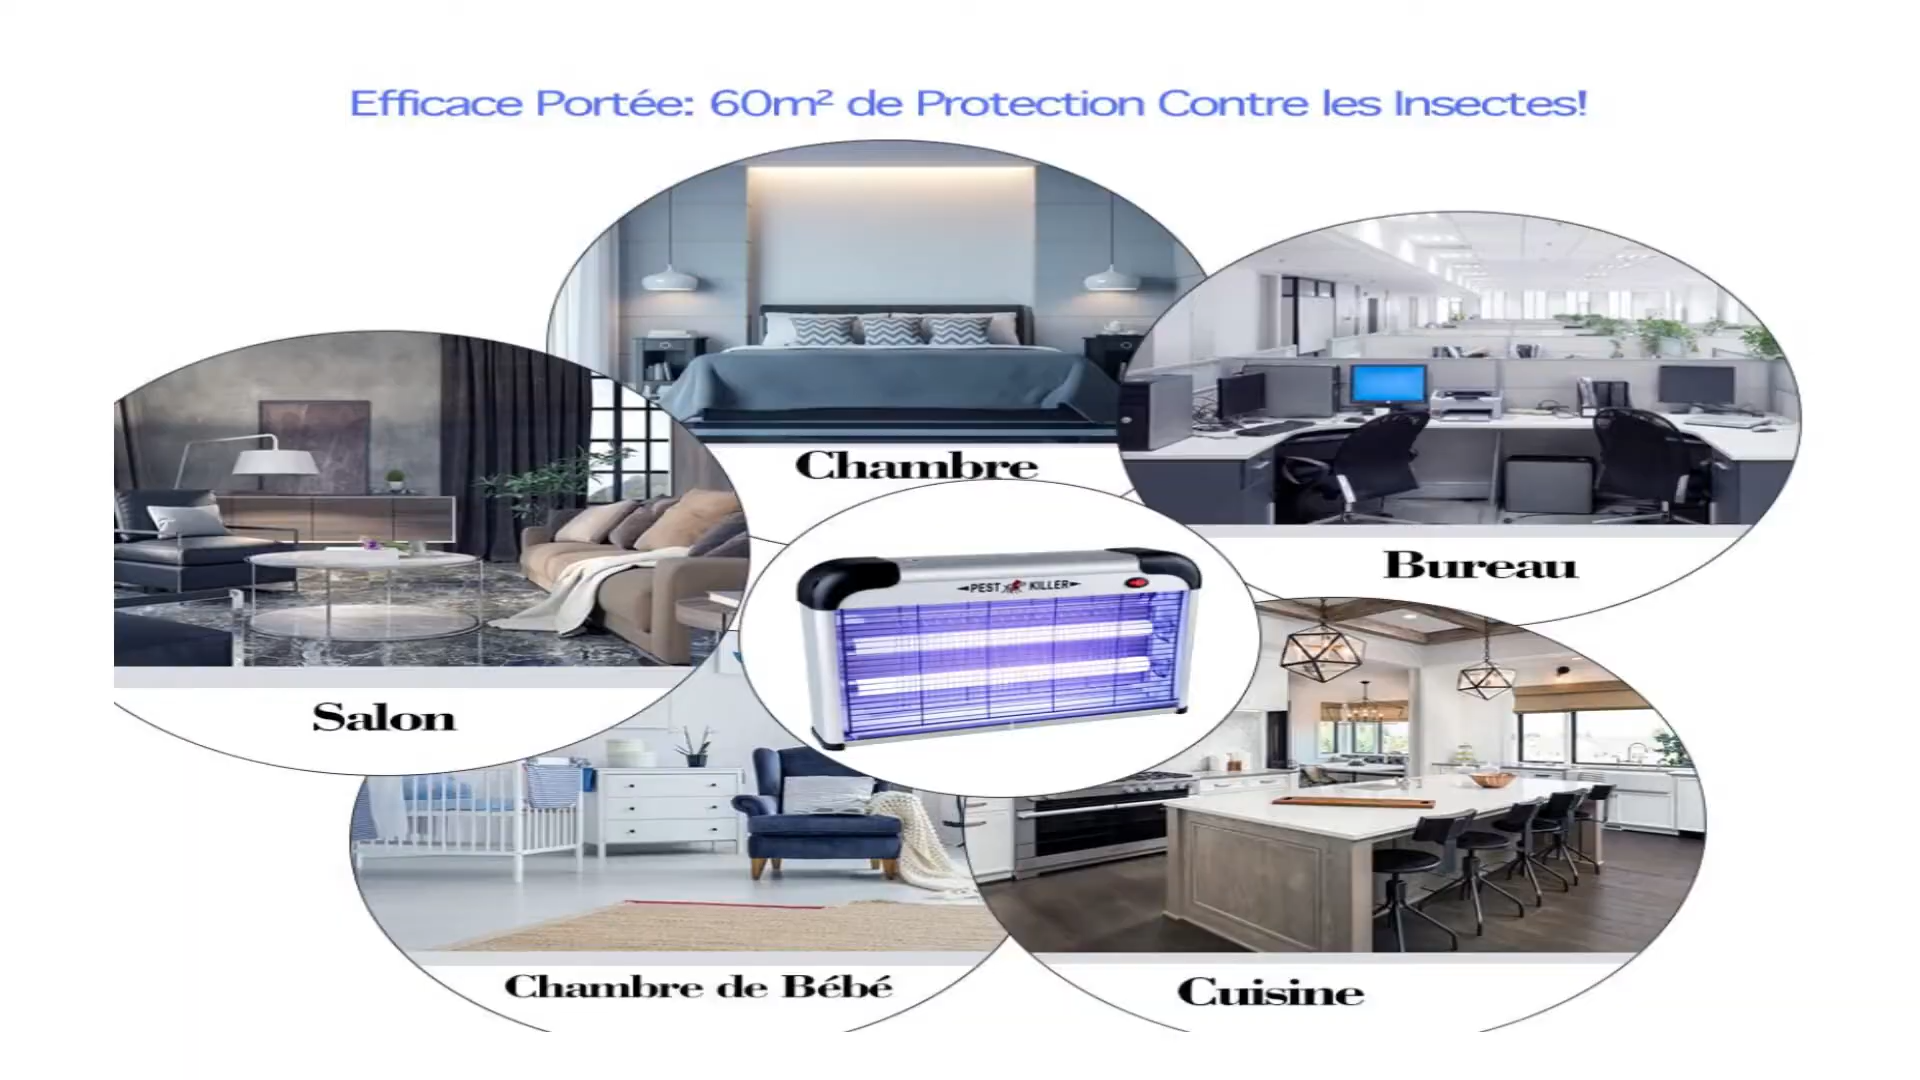 Efficace Portée: 60m² de Protection Contre les Insectes!
Chambre
Bureau
PEST KILLER
Salon
Chambre de Bébé
Cuisine